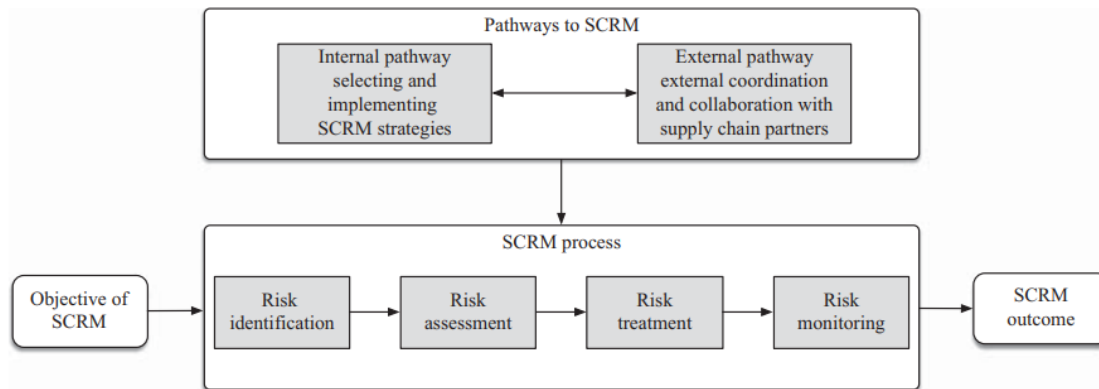 Pathways to SCRM
Internal pathway
selecting and
implementing
SCRM strategies
External pathway
external coordination
and collaboration with
supply chain partners
SCRM process
Objective of
SCRM
Risk
identification
Risk
assessment
Risk
treatment
Risk
monitoring
SCRM
outcome